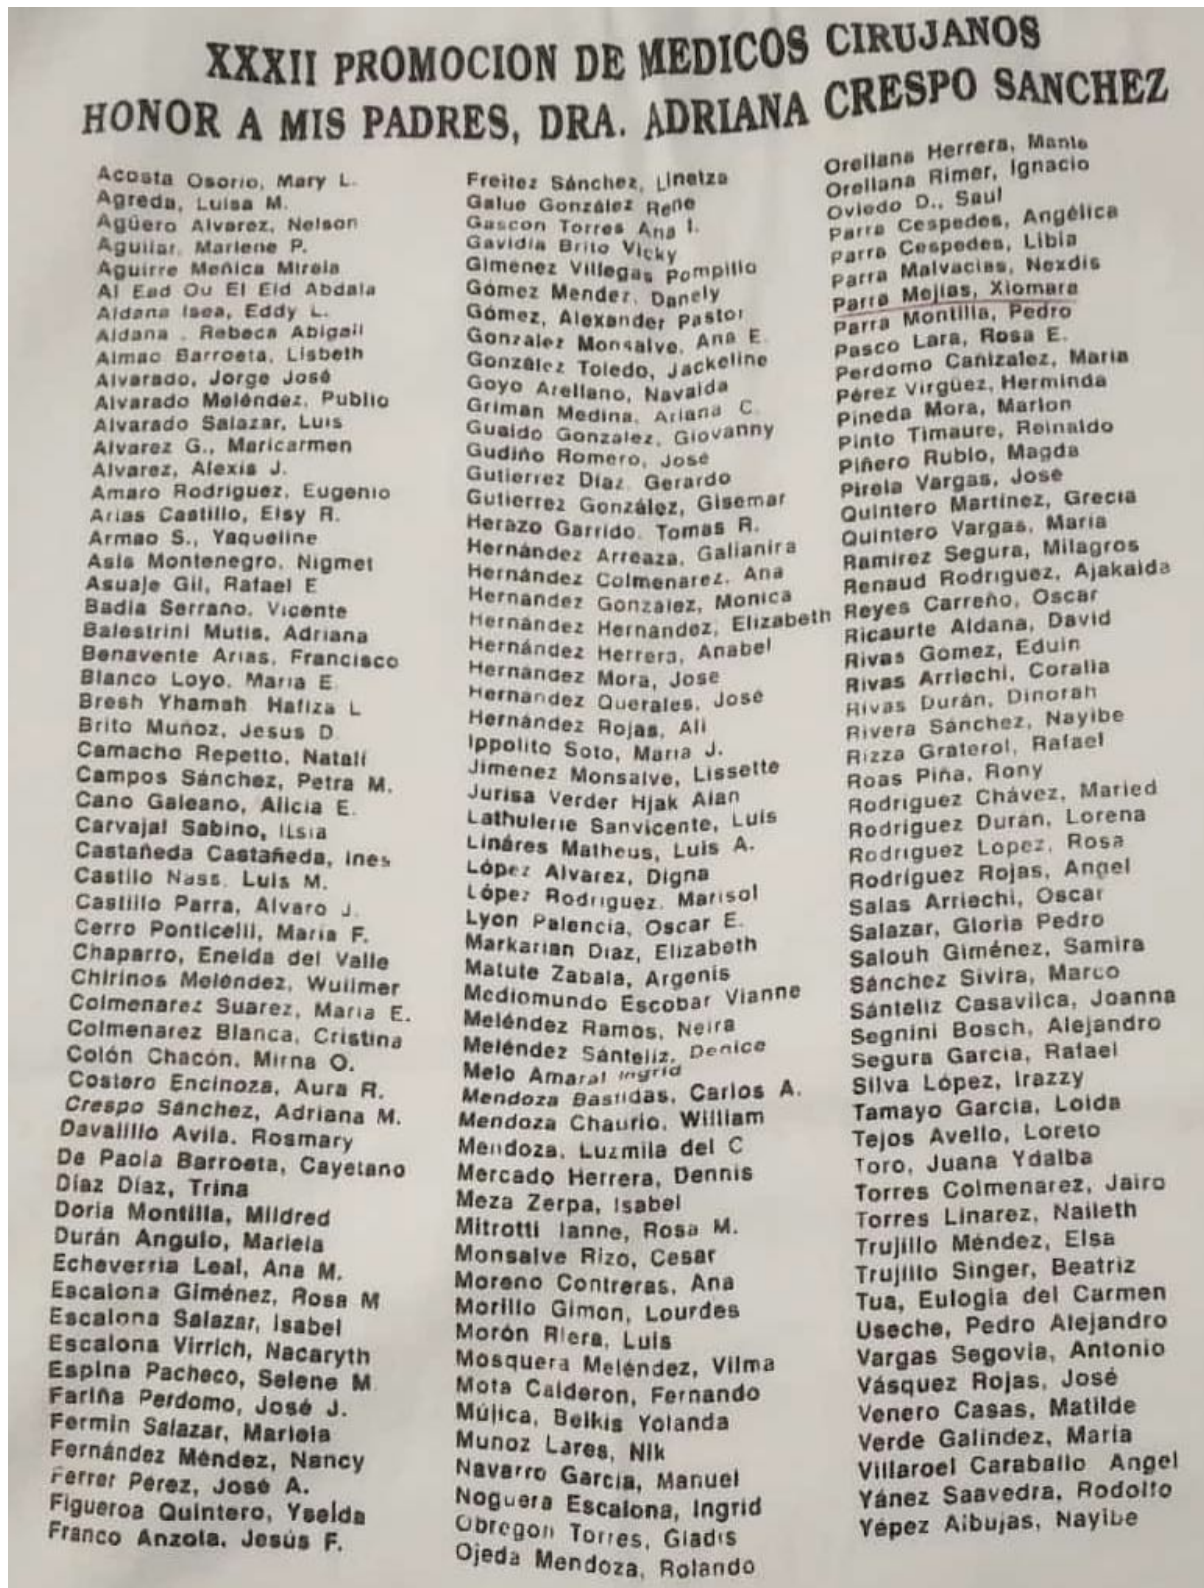 XXXII PROMOCION DE MEDICOS CIRUJANOS
HONOR A MIS PADRES, DRA. ADRIANA CRESPO SANCHEZ
Acosta Osorio, Mary L.
Agreda, Luisa M.
Agüero Alvarez, Nelson
Aguilar, Marlene P.
Aguirre Meñica Mirela
Al Ead Ou El Eid Abdala
Aldana Isea, Eddy L.
Aldana , Rebeca Abigail
Almao Barroeta, Lisbeth
Alvarado, Jorge José
Alvarado Meléndez, Publio
Alvarado Salazar, Luis
Alvarez G., Maricarmen
Alvarez, Alexis J.
Amaro Rodriguez, Eugenio
Arias Castillo, Elsy R.
Armao S., Yaqueline
Asis Montenegro, Nigmet
Asuaje Gil, Rafael E
Badia Serrano, Vicente
Balestrini Mutis, Adriana
Benavente Arias, Francisco
Blanco Loyo, Maria E.
Bresh Yhamah Hafiza L
Brito Muñoz, Jesus D.
Camacho Repetto, Natalí
Campos Sánchez, Petra M.
Cano Galeano, Alicia E.
Carvajal Sabino, ILsia
Castañeda Castañeda, Ines
Castilo Nass, Luis M.
Castillo Parra, Alvaro J.
Cerro Ponticelli, Maria F.
Chaparro, Eneida del Valle
Chirinos Meléndez, Wuilmer
Colmenarez Suarez, Maria E.
Colmenarez Blanca, Cristina
Colón Chacón, Mirna O.
Costero Encinoza, Aura R.
Crespo Sánchez, Adriana M.
Davalillo Avila, Rosmary
De Paola Barroeta, Cayetano
Díaz Díaz, Trina
Doria Montilla, Mildred
Durán Angulo, Mariela
Echeverria Leal, Ana M.
Escalona Giménez, Rosa M
Escalona Salazar, Isabel
Escalona Virrich, Nacaryth
Espina Pacheco, Selene M
Fariña Perdomo, José J.
Fermin Salazar, Mariela
Fernández Méndez, Nancy
Ferrer Pérez, José A.
Figueroa Quintero, Yselda
Franco Anzola, Jesús F.
Freitez Sánchez, Linetza
Galue González Rene
Gascon Torres Ana I.
Gavidia Brito Vicky
Gimenez Villegas Pompilio
Gómez Mendez, Danely
Gómez, Alexander Pastor
González Monsalve, Ana E.
González Toledo, Jackeline
Goyo Arellano, Navaida
Griman Medina, Ariana C.
Gualdo Gonzalez, Giovanny
Gudiño Romero, José
Gutierrez Díaz, Gerardo
Gutierrez González, Gisemar
Herazo Garrido, Tomas R.
Hernández Arreaza, Galianira
Hernández Colmenarez, Ana
Hernandez González, Monica
Hernández Hernandez, Elizabeth
Hernández Herrera, Anabel
Hernández Mora, Jose
Hernandez Querales, José
Hernández Rojas, Ali
Ippolito Soto, Maria J.
Jimenez Monsalve, Lissette
Jurisa Verder Hjak Alan
Lathulerie Sanvicente, Luis
Lináres Matheus, Luis A.
López Alvarez, Digna
López Rodriguez, Marisol
Lyon Palencia, Oscar E.
Markarian Diaz, Elizabeth
Matute Zabala, Argenis
Mediomundo Escobar Vianne
Meléndez Ramos, Neira
Meléndez Sánteliz, Denice
Melo Amaral Ingrid
Mendoza Bastidas, Carlos A.
Mendoza Chaurio, William
Mendoza, Luzmila del C
Mercado Herrera, Dennis
Meza Zerpa, Isabel
Mitrotti Ianne, Rosa M.
Monsalve Rizo, Cesar
Moreno Contreras, Ana
Morillo Gimon, Lourdes
Morón Riera, Luis
Mosquera Meléndez, Vilma
Mota Calderon, Fernando
Mújica, Belkis Yolanda
Munoz Lares, Nik
Navarro García, Manuel
Noguera Escalona, Ingrid
Obregon Torres, Gladis
Ojeda Mendoza, Rolando
Orellana Herrera, Manle
Orellana Rimer, Ignacio
Oviedo D., Saul
Parra Cespedes, Angélica
Parra Cespedes, Libia
Parra Malvacias, Nexdis
Parra Mejías, Xiomara
Parra Montilla, Pedro
Pasco Lara, Rosa E.
Perdomo Cañizalez, Maria
Pérez Virgüez, Herminda
Pineda Mora, Marlon
Pinto Timaure, Reinaldo
Piñero Rubio, Magda
Pirela Vargas, José
Quintero Martínez, Grecia
Quintero Vargas, María
Ramirez Segura, Milagros
Renaud Rodriguez, Ajakaida
Reyes Carreño, Oscar
Ricaurte Aldana, David
Rivas Gomez, Eduin
Rivas Arriechi, Coralia
Rivas Durán, Dinorah
Rivera Sánchez, Nayibe
Rizza Graterol, Rafael
Roas Piña, Rony
Rodríguez Chávez, Maried
Rodriguez Durán, Lorena
Rodriguez Lopez, Rosa
Rodríguez Rojas, Angel
Salas Arriechi, Oscar
Salazar, Gloria Pedro
Salouh Giménez, Samira
Sánchez Sivira, Marco
Sánteliz Casavilca, Joanna
Segnini Bosch, Alejandro
Segura Garcia, Rafael
Silva López, Irazzy
Tamayo García, Loida
Tejos Avello, Loreto
Toro, Juana Ydalba
Torres Colmenarez, Jairo
Torres Linarez, Naileth
Trujillo Méndez, Elsa
Trujillo Singer, Beatriz
Tua, Eulogia del Carmen
Useche, Pedro Alejandro
Vargas Segovia, Antonio
Vásquez Rojas, José
Venero Casas, Matilde
Verde Galindez, María
Villaroel Caraballo Angel
Yánez Saavedra, Rodolfo
Yépez Aibujas, Nayibe